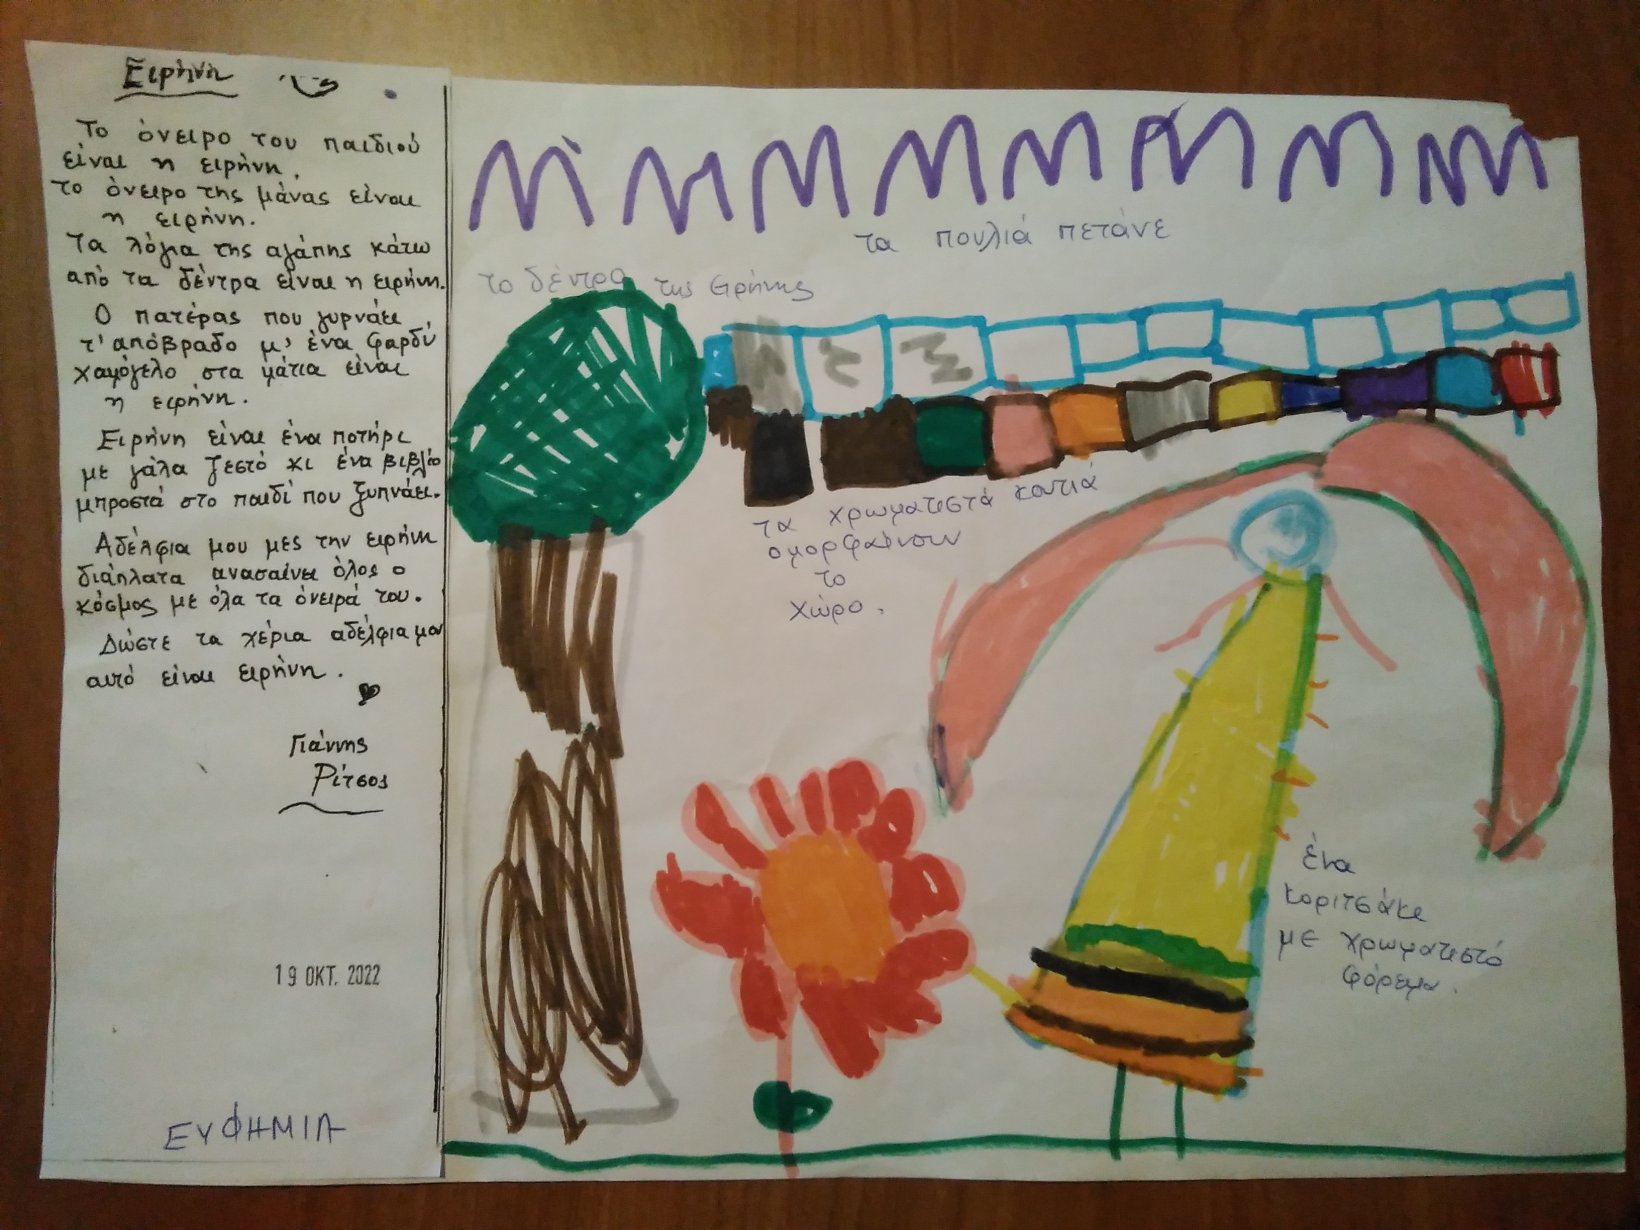 Ειρήνη
Το όνειρο του παιδιού
είναι η ειρήνη.
το όνειρο της μάνας είναι
η ειρήνη.
Τα λόγια της αγάπης κάτω
από τα δέντρα είναι η ειρήνη.
Ο πατέρας που γυρνάει
τ' απόβραδο μ' ένα φαρδύ
χαμόγελο στα μάτια είναι
η ειρήνη.
Ειρήνη είναι ένα ποτήρι
με γάλα ζεστό κι ένα βιβλίο
μπροστά στο παιδί που ξυπνάει.
Αδέλφια μου μες την ειρήνη
διάπλατα ανασαίνει όλος ο
κόσμος με όλα τα όνειρά του.
Δώστε τα χέρια αδέλφια μου
αυτό είναι ειρήνη.
Γιάννης
Ρίτσος
19 ΟΚΤ. 2022
ΕΥΦΗΜΙΑ
τα πουλιά πετάνε
το δέντρο της Ειρήνης
τα χρωματιστά κουτιά
ομορφαίνουν
το
χώρο.
ένα
κοριτσάκι
με χρωματιστό
φόρεμα.